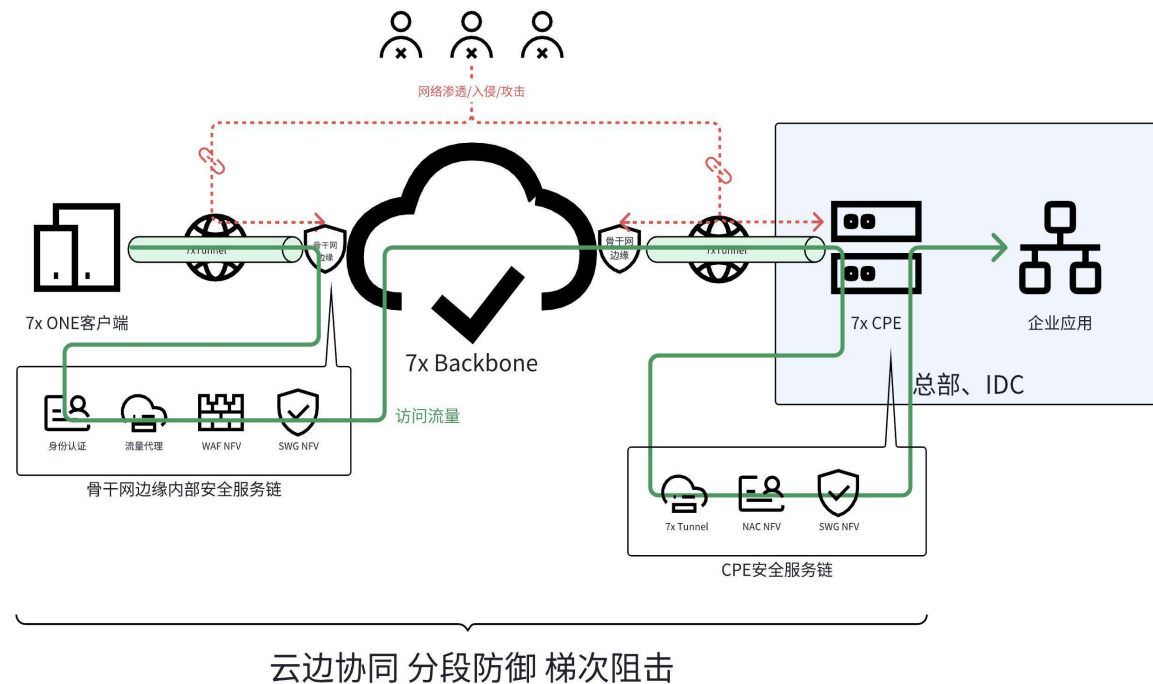 网络渗透/入侵/攻击
7xTunnel
骨干网
边缘
骨干网
边缘
7xTunnel
7x ONE客户端
7x Backbone
7x CPE
企业应用
总部、IDC
访问流量
身份认证
流量代理
WAF NFV
SWG NFV
骨干网边缘内部安全服务链
7x Tunnel
NAC NFV
SWG NFV
CPE安全服务链
云边协同 分段防御 梯次阻击